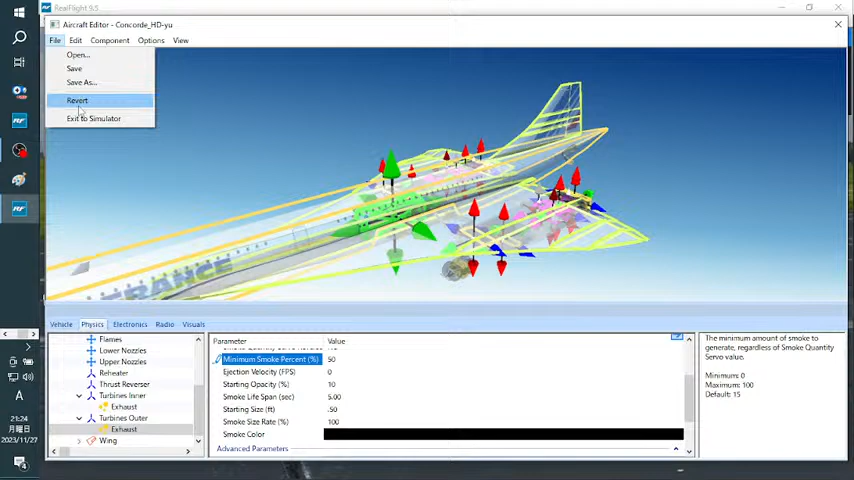 RealFlight 9.5
Aircraft Editor - Concorde_HD-yu
File Edit Component Options View
Open...
Save
Save As...
Revert
Exit to Simulator
FRANCE
Vehicle Physics Electronics Radio Visuals
Flames
Lower Nozzles
Upper Nozzles
Reheater
Thrust Reverser
Turbines Inner
Exhaust
Turbines Outer
Exhaust
Wing
Parameter Value
Minimum Smoke Percent (%) 50
Ejection Velocity (FPS) 0
Starting Opacity (%) 10
Smoke Life Span (sec) 5.00
Starting Size (ft) .50
Smoke Size Rate (%) 100
Smoke Color
Advanced Parameters
The minimum amount of smoke to
generate, regardless of Smoke Quantity
Servo value.
Minimum: 0
Maximum: 100
Default: 15
A
21:24
月曜日
2023/11/27